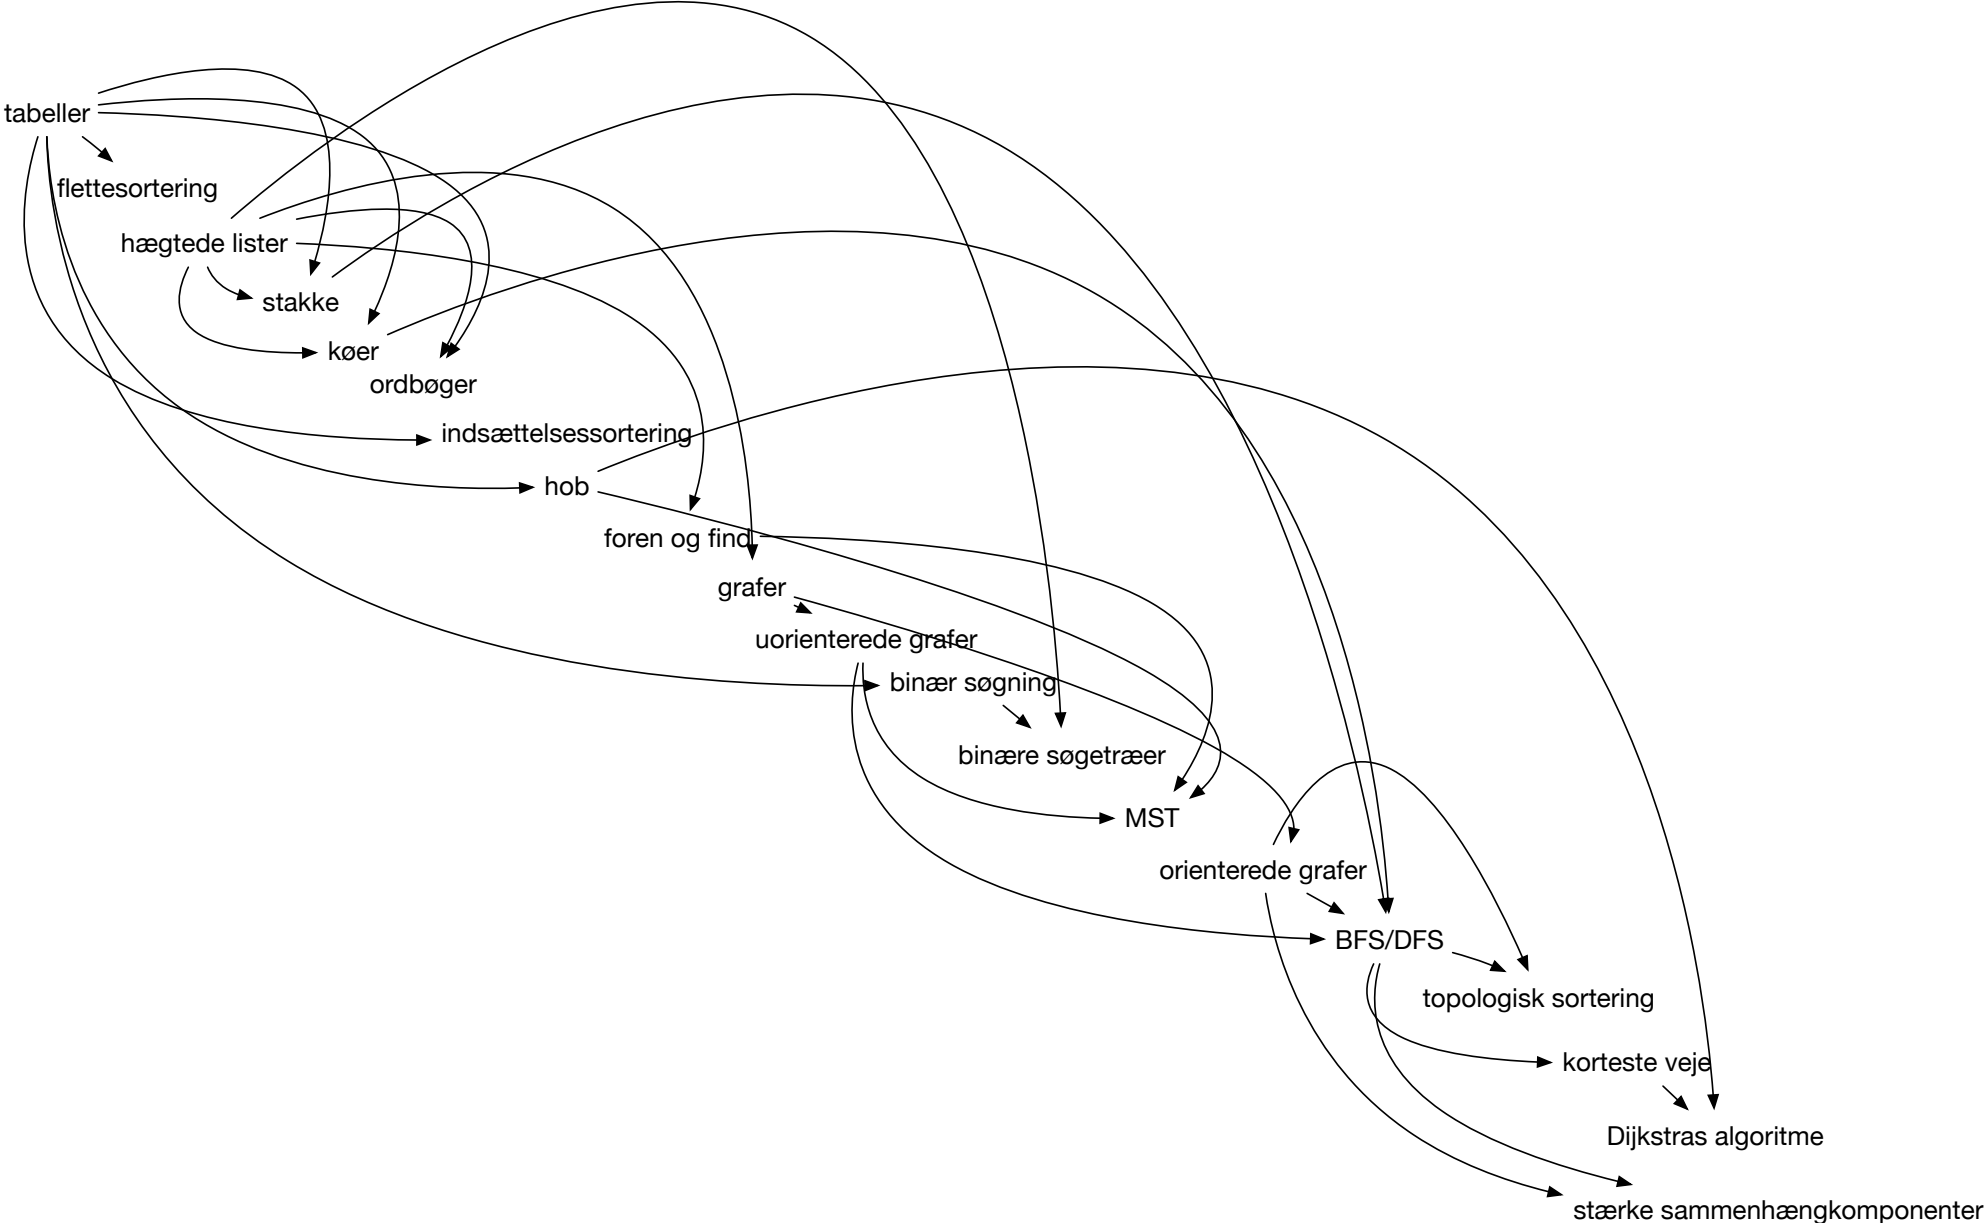 tabeller
flettesortering
hægtede lister
stakke
køer
ordbøger
indsættelsessortering
hob
foren og find
grafer
uorienterede grafer
binær søgning
binære søgetræer
MST
orienterede grafer
BFS/DFS
topologisk sortering
korteste veje
Dijkstras algoritme
stærke sammenhængkomponenter